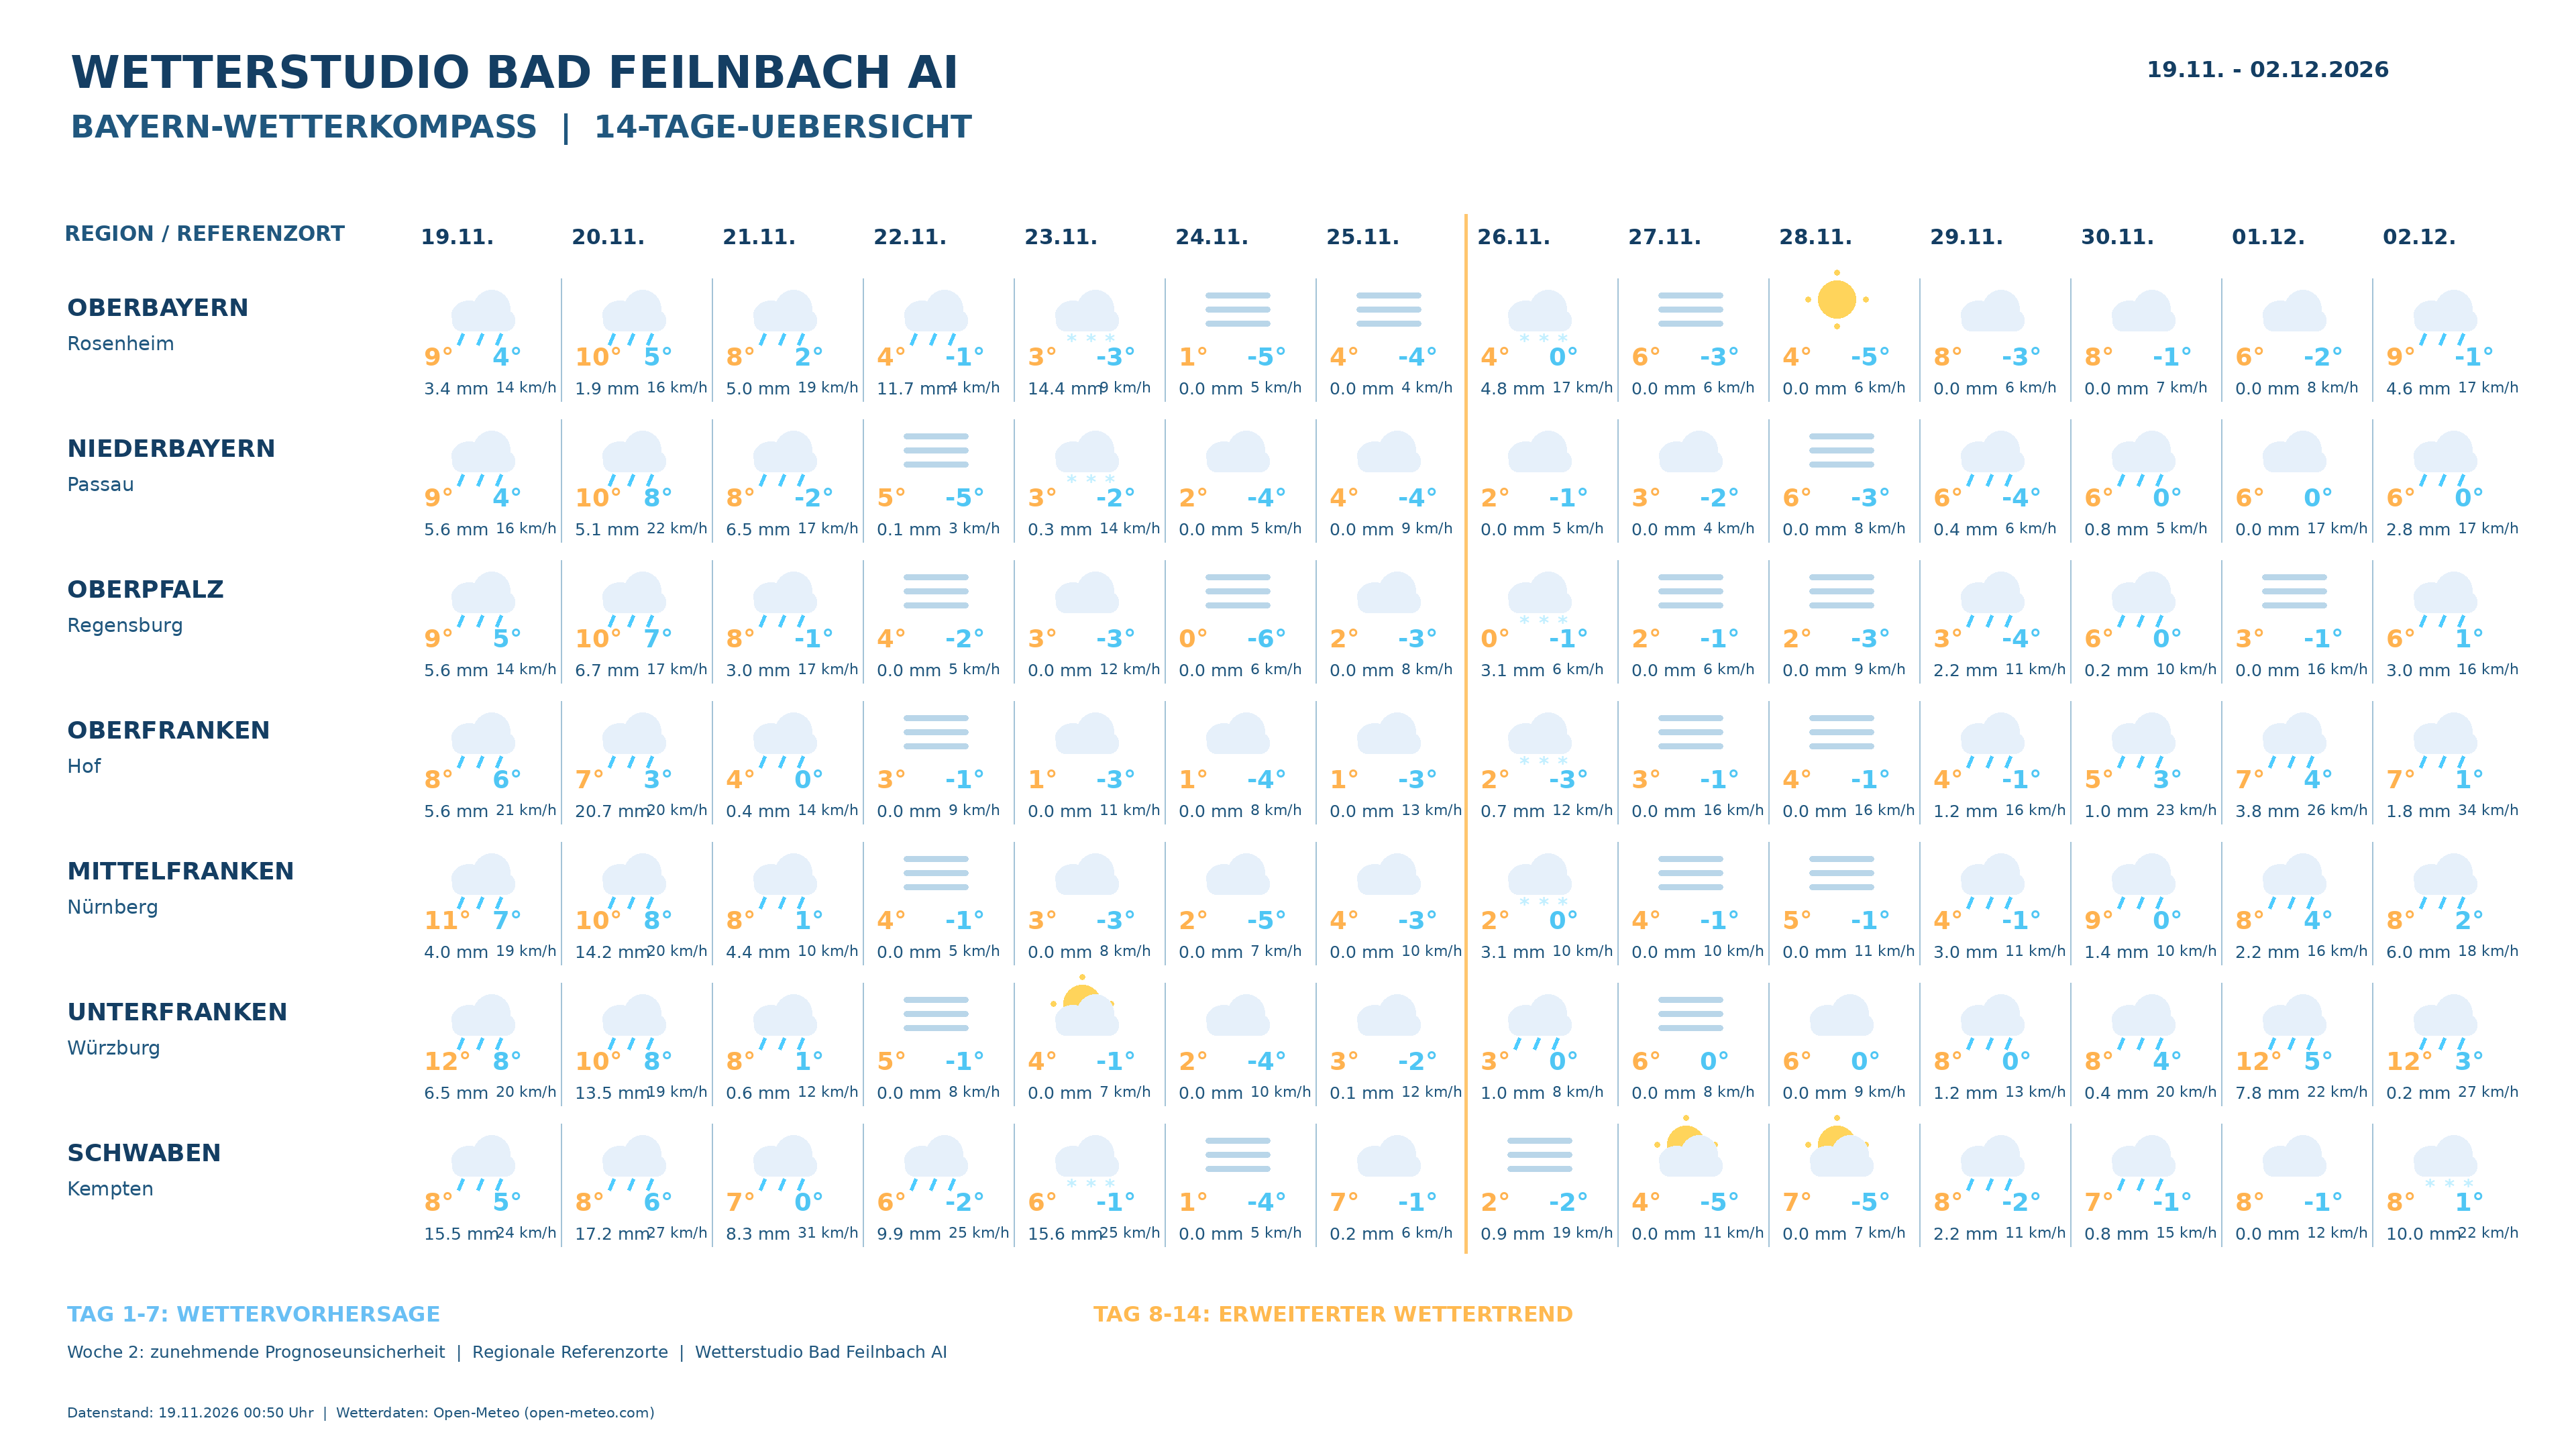 WETTERSTUDIO BAD FEILNBACH AI
19.11. - 02.12.2026
BAYERN-WETTERKOMPASS | 14-TAGE-UEBERSICHT
REGION / REFERENZORT 19.11. 20.11. 21.11. 22.11. 23.11. 24.11. 25.11. 26.11. 27.11. 28.11. 29.11. 30.11. 01.12. 02.12.
OBERBAYERN
Rosenheim
9° 4° 10° 5° 8° 2° 4° -1° 3° -3° 1° -5° 4° -4° 4° 0° 6° -3° 4° -5° 8° -3° 8° -1° 6° -2° 9° -1°
3.4 mm 14 km/h 1.9 mm 16 km/h 5.0 mm 19 km/h 11.7 mm 4 km/h 14.4 mm 9 km/h 0.0 mm 5 km/h 0.0 mm 4 km/h 4.8 mm 17 km/h 0.0 mm 6 km/h 0.0 mm 6 km/h 0.0 mm 6 km/h 0.0 mm 7 km/h 0.0 mm 8 km/h 4.6 mm 17 km/h
NIEDERBAYERN
Passau
9° 4° 10° 8° 8° -2° 5° -5° 3° -2° 2° -4° 4° -4° 2° -1° 3° -2° 6° -3° 6° -4° 6° 0° 6° 0° 6° 0°
5.6 mm 16 km/h 5.1 mm 22 km/h 6.5 mm 17 km/h 0.1 mm 3 km/h 0.3 mm 14 km/h 0.0 mm 5 km/h 0.0 mm 9 km/h 0.0 mm 5 km/h 0.0 mm 4 km/h 0.0 mm 8 km/h 0.4 mm 6 km/h 0.8 mm 5 km/h 0.0 mm 17 km/h 2.8 mm 17 km/h
OBERPFALZ
Regensburg
9° 5° 10° 7° 8° -1° 4° -2° 3° -3° 0° -6° 2° -3° 0° -1° 2° -1° 2° -3° 3° -4° 6° 0° 3° -1° 6° 1°
5.6 mm 14 km/h 6.7 mm 17 km/h 3.0 mm 17 km/h 0.0 mm 5 km/h 0.0 mm 12 km/h 0.0 mm 6 km/h 0.0 mm 8 km/h 3.1 mm 6 km/h 0.0 mm 6 km/h 0.0 mm 9 km/h 2.2 mm 11 km/h 0.2 mm 10 km/h 0.0 mm 16 km/h 3.0 mm 16 km/h
OBERFRANKEN
Hof
8° 6° 7° 3° 4° 0° 3° -1° 1° -3° 1° -4° 1° -3° 2° -3° 3° -1° 4° -1° 4° -1° 5° 3° 7° 4° 7° 1°
5.6 mm 21 km/h 20.7 mm 20 km/h 0.4 mm 14 km/h 0.0 mm 9 km/h 0.0 mm 11 km/h 0.0 mm 8 km/h 0.0 mm 13 km/h 0.7 mm 12 km/h 0.0 mm 16 km/h 0.0 mm 16 km/h 1.2 mm 16 km/h 1.0 mm 23 km/h 3.8 mm 26 km/h 1.8 mm 34 km/h
MITTELFRANKEN
Nürnberg
11° 7° 10° 8° 8° 1° 4° -1° 3° -3° 2° -5° 4° -3° 2° 0° 4° -1° 5° -1° 4° -1° 9° 0° 8° 4° 8° 2°
4.0 mm 19 km/h 14.2 mm 20 km/h 4.4 mm 10 km/h 0.0 mm 5 km/h 0.0 mm 8 km/h 0.0 mm 7 km/h 0.0 mm 10 km/h 3.1 mm 10 km/h 0.0 mm 10 km/h 0.0 mm 11 km/h 3.0 mm 11 km/h 1.4 mm 10 km/h 2.2 mm 16 km/h 6.0 mm 18 km/h
UNTERFRANKEN
Würzburg
12° 8° 10° 8° 8° 1° 5° -1° 4° -1° 2° -4° 3° -2° 3° 0° 6° 0° 6° 0° 8° 0° 8° 4° 12° 5° 12° 3°
6.5 mm 20 km/h 13.5 mm 19 km/h 0.6 mm 12 km/h 0.0 mm 8 km/h 0.0 mm 7 km/h 0.0 mm 10 km/h 0.1 mm 12 km/h 1.0 mm 8 km/h 0.0 mm 8 km/h 0.0 mm 9 km/h 1.2 mm 13 km/h 0.4 mm 20 km/h 7.8 mm 22 km/h 0.2 mm 27 km/h
SCHWABEN
Kempten
8° 5° 8° 6° 7° 0° 6° -2° 6° -1° 1° -4° 7° -1° 2° -2° 4° -5° 7° -5° 8° -2° 7° -1° 8° -1° 8° 1°
15.5 mm 24 km/h 17.2 mm 27 km/h 8.3 mm 31 km/h 9.9 mm 25 km/h 15.6 mm 25 km/h 0.0 mm 5 km/h 0.2 mm 6 km/h 0.9 mm 19 km/h 0.0 mm 11 km/h 0.0 mm 7 km/h 2.2 mm 11 km/h 0.8 mm 15 km/h 0.0 mm 12 km/h 10.0 mm 22 km/h
TAG 1-7: WETTERVORHERSAGE
TAG 8-14: ERWEITERTER WETTERTREND
Woche 2: zunehmende Prognoseunsicherheit | Regionale Referenzorte | Wetterstudio Bad Feilnbach AI
Datenstand: 19.11.2026 00:50 Uhr | Wetterdaten: Open-Meteo (open-meteo.com)